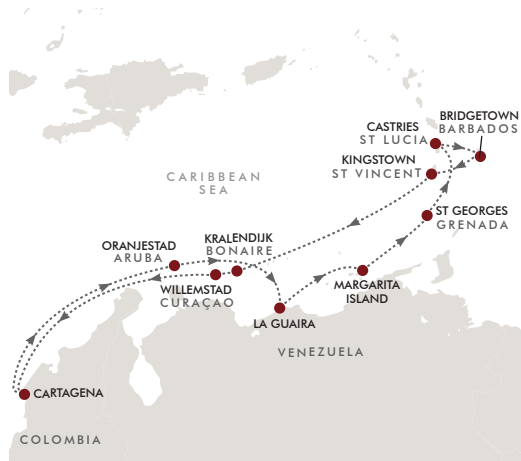 BRIDGETOWN
BARBADOS
CASTRIES
ST LUCIA
KINGSTOWN
ST VINCENT
CARIBBEAN
SEA
ST GEORGES
GRENADA
ORANJESTAD
ARUBA
KRALENDIJK
BONAIRE
WILLEMSTAD
CURAÇAO
MARGARITA
ISLAND
LA GUAIRA
VENEZUELA
CARTAGENA
COLOMBIA